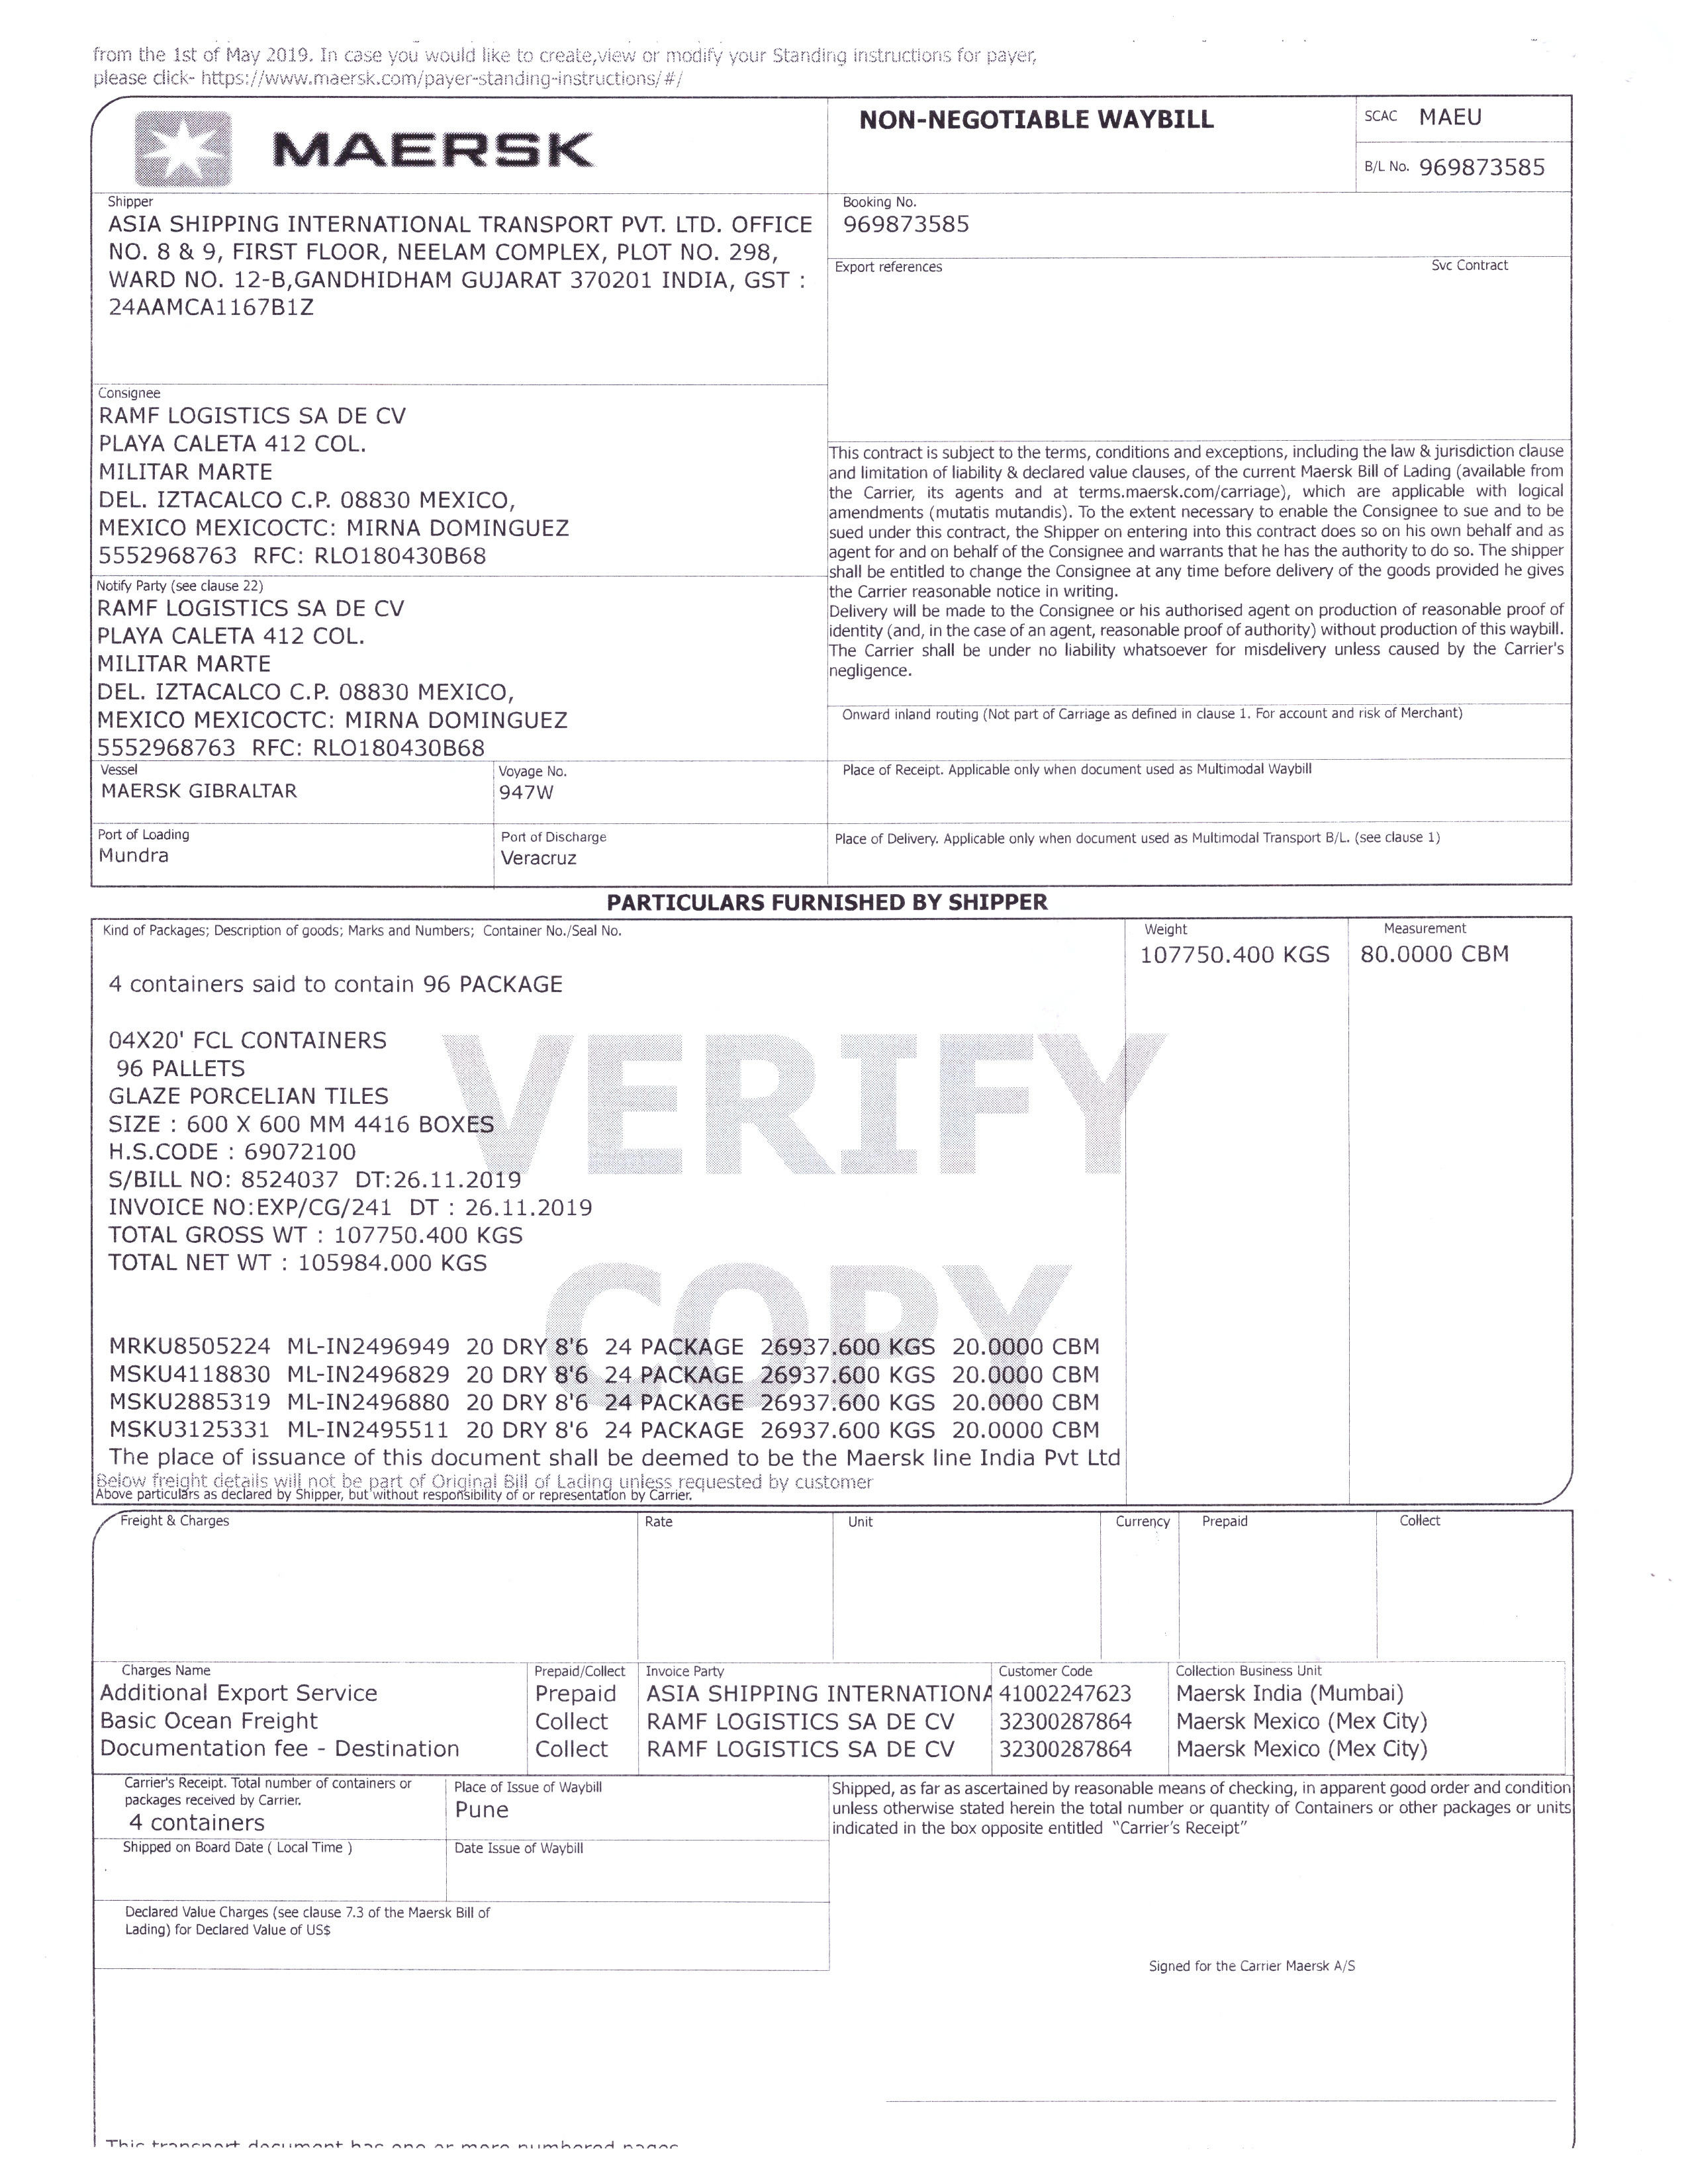 from the 1st of May 2019. In case you would like to create,view or modify your Standing instructions for payer,
please click- https://www.maersk.com/payer-standing-instructions/#/
MAERSK
NON-NEGOTIABLE WAYBILL
SCAC MAEU
B/L No. 969873585
Shipper
ASIA SHIPPING INTERNATIONAL TRANSPORT PVT. LTD. OFFICE
NO. 8 & 9, FIRST FLOOR, NEELAM COMPLEX, PLOT NO. 298,
WARD NO. 12-B,GANDHIDHAM GUJARAT 370201 INDIA, GST :
24AAMCA1167B1Z
Booking No.
969873585
Export references
Svc Contract
Consignee
RAMF LOGISTICS SA DE CV
PLAYA CALETA 412 COL.
MILITAR MARTE
DEL. IZTACALCO C.P. 08830 MEXICO,
MEXICO MEXICOCTC: MIRNA DOMINGUEZ
5552968763 RFC: RLO180430B68
This contract is subject to the terms, conditions and exceptions, including the law & jurisdiction clause
and limitation of liability & declared value clauses, of the current Maersk Bill of Lading (available from
the Carrier, its agents and at terms.maersk.com/carriage), which are applicable with logical
amendments (mutatis mutandis). To the extent necessary to enable the Consignee to sue and to be
sued under this contract, the Shipper on entering into this contract does so on his own behalf and as
agent for and on behalf of the Consignee and warrants that he has the authority to do so. The shipper
shall be entitled to change the Consignee at any time before delivery of the goods provided he gives
the Carrier reasonable notice in writing.
Delivery will be made to the Consignee or his authorised agent on production of reasonable proof of
identity (and, in the case of an agent, reasonable proof of authority) without production of this waybill.
The Carrier shall be under no liability whatsoever for misdelivery unless caused by the Carrier's
negligence.
Notify Party (see clause 22)
RAMF LOGISTICS SA DE CV
PLAYA CALETA 412 COL.
MILITAR MARTE
DEL. IZTACALCO C.P. 08830 MEXICO,
MEXICO MEXICOCTC: MIRNA DOMINGUEZ
5552968763 RFC: RLO180430B68
Onward inland routing (Not part of Carriage as defined in clause 1. For account and risk of Merchant)
Vessel
MAERSK GIBRALTAR
Voyage No.
947W
Place of Receipt. Applicable only when document used as Multimodal Waybill
Port of Loading
Mundra
Port of Discharge
Veracruz
Place of Delivery. Applicable only when document used as Multimodal Transport B/L. (see clause 1)
PARTICULARS FURNISHED BY SHIPPER
Kind of Packages; Description of goods; Marks and Numbers; Container No./Seal No.
Weight
107750.400 KGS
Measurement
80.0000 CBM
4 containers said to contain 96 PACKAGE
04X20' FCL CONTAINERS
96 PALLETS
GLAZE PORCELIAN TILES
SIZE : 600 X 600 MM 4416 BOXES
H.S.CODE : 69072100
S/BILL NO: 8524037 DT:26.11.2019
INVOICE NO:EXP/CG/241 DT : 26.11.2019
TOTAL GROSS WT : 107750.400 KGS
TOTAL NET WT : 105984.000 KGS
VERIFY
COPY
MRKU8505224 ML-IN2496949 20 DRY 8'6 24 PACKAGE 26937.600 KGS 20.0000 CBM
MSKU4118830 ML-IN2496829 20 DRY 8'6 24 PACKAGE 26937.600 KGS 20.0000 CBM
MSKU2885319 ML-IN2496880 20 DRY 8'6 24 PACKAGE 26937.600 KGS 20.0000 CBM
MSKU3125331 ML-IN2495511 20 DRY 8'6 24 PACKAGE 26937.600 KGS 20.0000 CBM
The place of issuance of this document shall be deemed to be the Maersk line India Pvt Ltd
Below freight details will not be part of Original Bill of Lading unless requested by customer
Above particulars as declared by Shipper, but without responsibility of or representation by Carrier.
Freight & Charges
Rate
Unit
Currency
Prepaid
Collect
Charges Name Prepaid/Collect Invoice Party Customer Code Collection Business Unit
Additional Export Service Prepaid ASIA SHIPPING INTERNATIONA 41002247623 Maersk India (Mumbai)
Basic Ocean Freight Collect RAMF LOGISTICS SA DE CV 32300287864 Maersk Mexico (Mex City)
Documentation fee - Destination Collect RAMF LOGISTICS SA DE CV 32300287864 Maersk Mexico (Mex City)
Carrier's Receipt. Total number of containers or
packages received by Carrier.
4 containers
Place of Issue of Waybill
Pune
Shipped, as far as ascertained by reasonable means of checking, in apparent good order and condition
unless otherwise stated herein the total number or quantity of Containers or other packages or units
indicated in the box opposite entitled "Carrier's Receipt"
Shipped on Board Date ( Local Time )
Date Issue of Waybill
Declared Value Charges (see clause 7.3 of the Maersk Bill of
Lading) for Declared Value of US$
Signed for the Carrier Maersk A/S
This transport document has one or more numbered pages